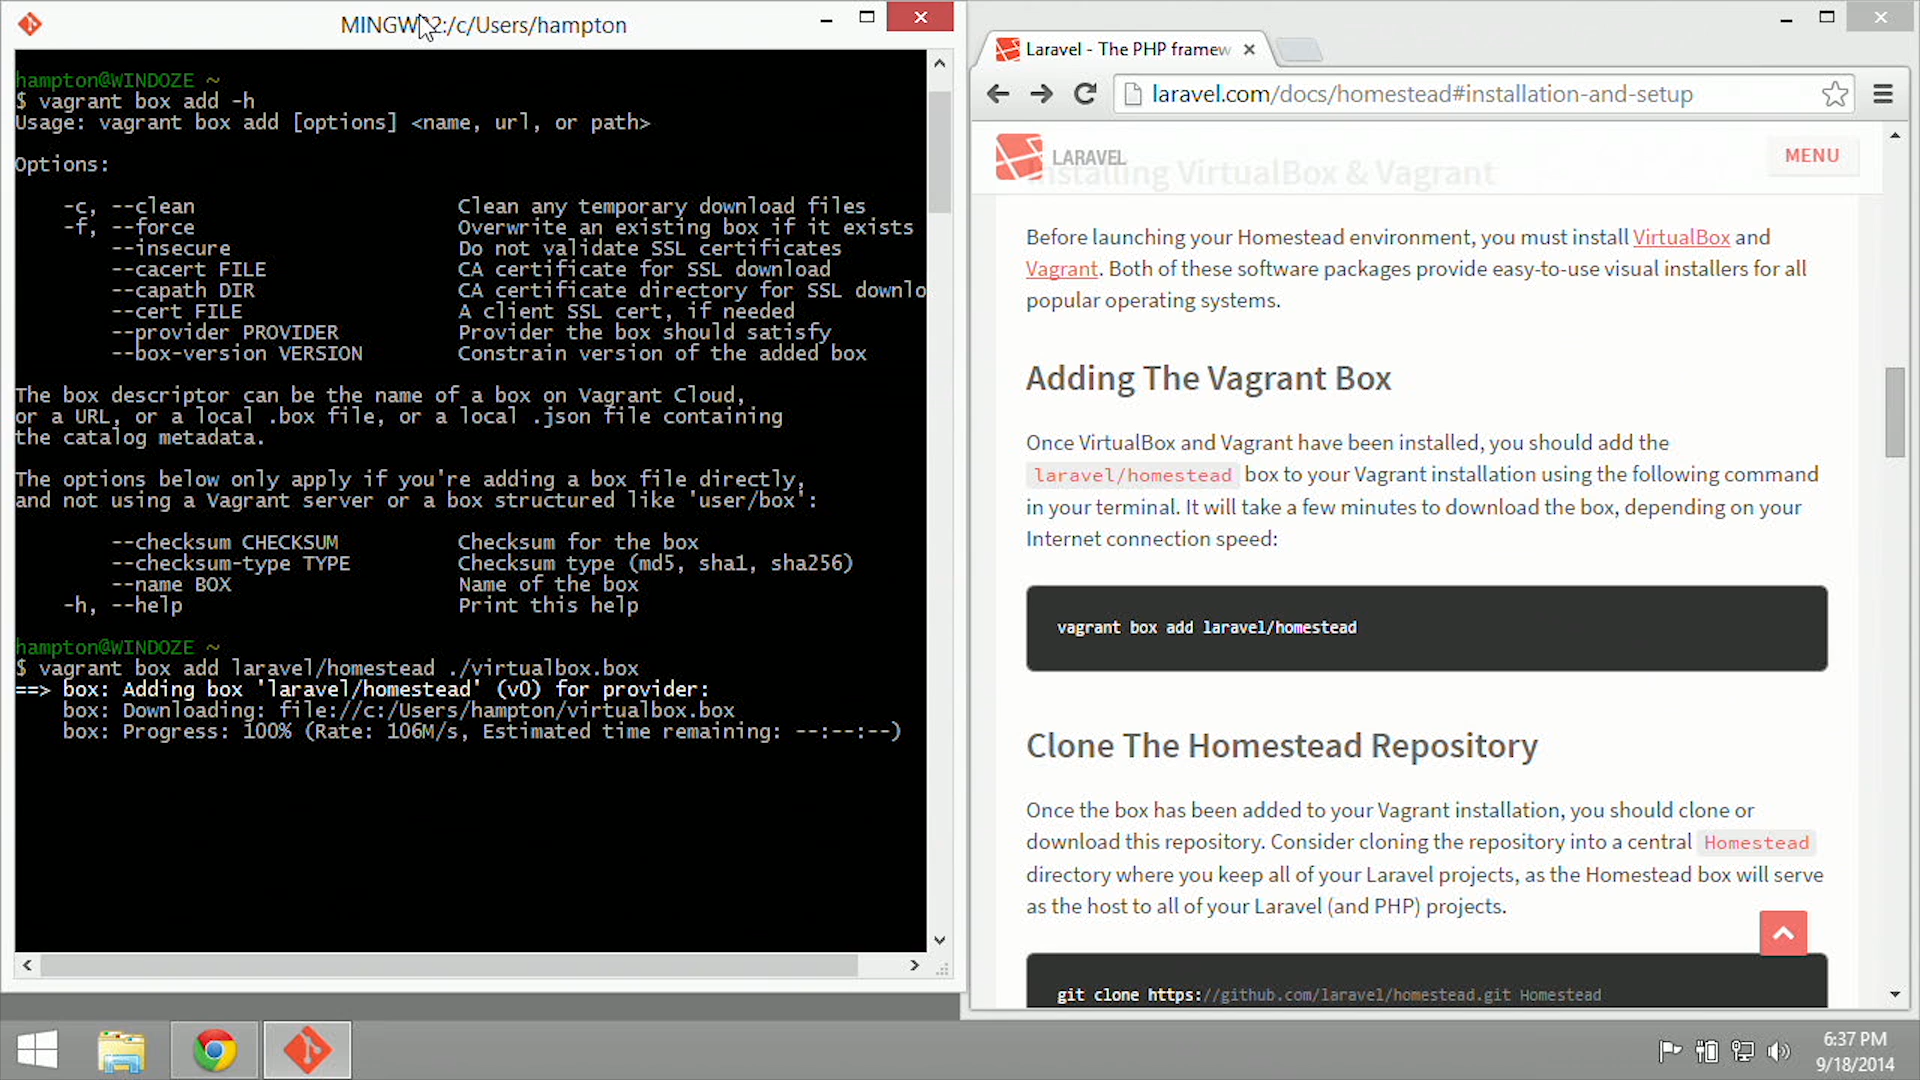 MINGW32:/c/Users/hampton
hampton@WINDOZE ~
$ vagrant box add -h
Usage: vagrant box add [options] <name, url, or path>
Options:
-c, --clean Clean any temporary download files
-f, --force Overwrite an existing box if it exists
--insecure Do not validate SSL certificates
--cacert FILE CA certificate for SSL download
--capath DIR CA certificate directory for SSL downlo
--cert FILE A client SSL cert, if needed
--provider PROVIDER Provider the box should satisfy
--box-version VERSION Constrain version of the added box
The box descriptor can be the name of a box on Vagrant Cloud,
or a URL, or a local .box file, or a local .json file containing
the catalog metadata.
The options below only apply if you're adding a box file directly,
and not using a Vagrant server or a box structured like 'user/box':
--checksum CHECKSUM Checksum for the box
--checksum-type TYPE Checksum type (md5, sha1, sha256)
--name BOX Name of the box
-h, --help Print this help
hampton@WINDOZE ~
$ vagrant box add laravel/homestead ./virtualbox.box
==> box: Adding box 'laravel/homestead' (v0) for provider:
box: Downloading: file://c:/Users/hampton/virtualbox.box
box: Progress: 100% (Rate: 106M/s, Estimated time remaining: --:--:--)
Laravel - The PHP framew
laravel.com/docs/homestead#installation-and-setup
LARAVEL
MENU
Installing VirtualBox & Vagrant
Before launching your Homestead environment, you must install VirtualBox and
Vagrant. Both of these software packages provide easy-to-use visual installers for all
popular operating systems.
Adding The Vagrant Box
Once VirtualBox and Vagrant have been installed, you should add the
laravel/homestead box to your Vagrant installation using the following command
in your terminal. It will take a few minutes to download the box, depending on your
Internet connection speed:
vagrant box add laravel/homestead
Clone The Homestead Repository
Once the box has been added to your Vagrant installation, you should clone or
download this repository. Consider cloning the repository into a central Homestead
directory where you keep all of your Laravel projects, as the Homestead box will serve
as the host to all of your Laravel (and PHP) projects.
git clone https://github.com/laravel/homestead.git Homestead
6:37 PM
9/18/2014